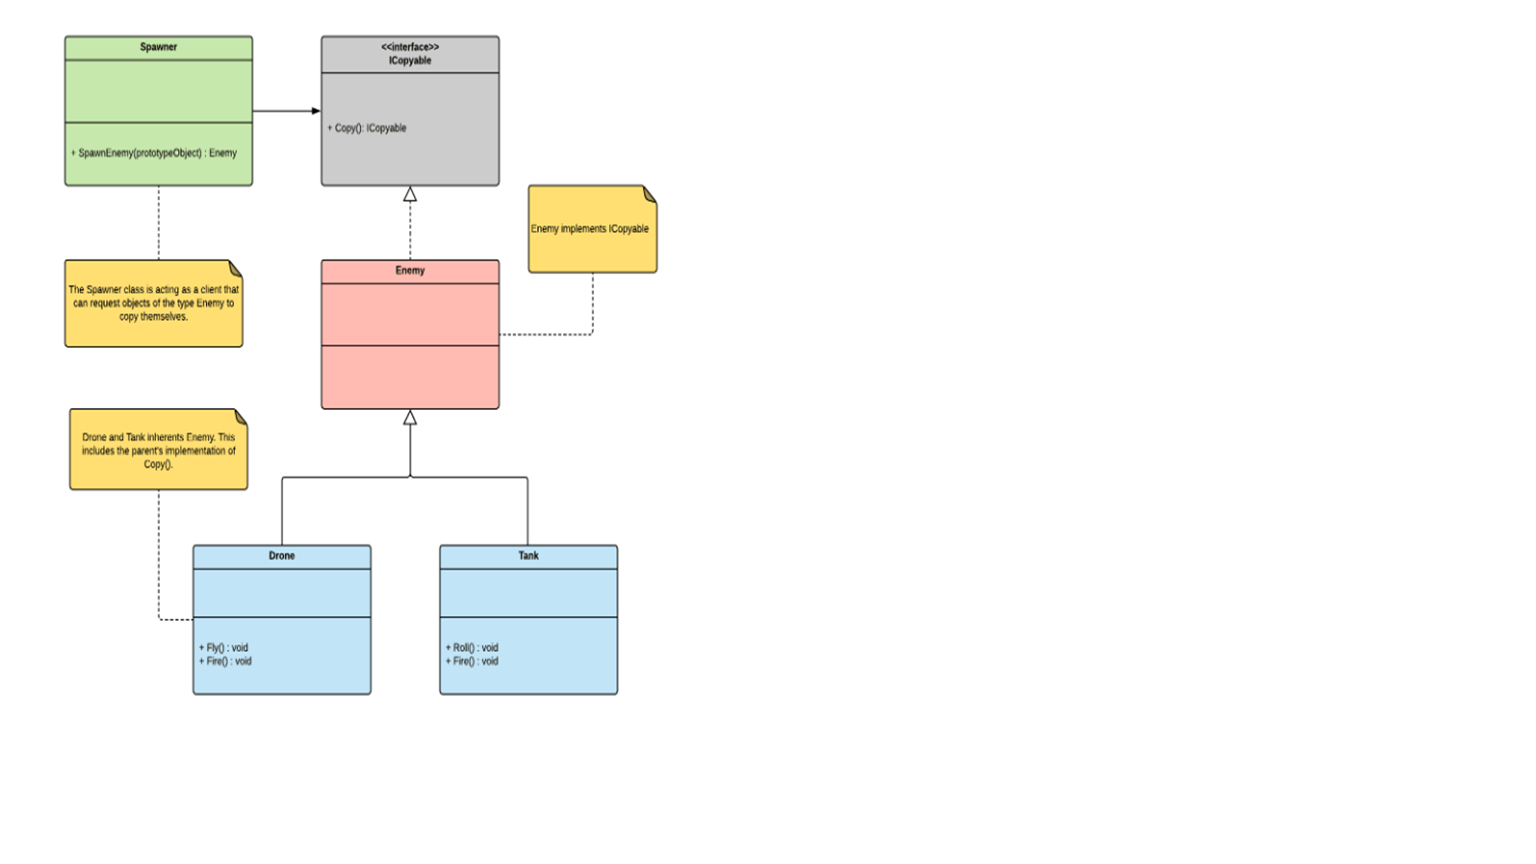 Spawner
+ SpawnEnemy(prototypeObject) : Enemy
<<interface>>
ICopyable
+ Copy(): ICopyable
Enemy implements ICopyable
The Spawner class is acting as a client that
can request objects of the type Enemy to
copy themselves.
Enemy
Drone and Tank inherents Enemy. This
includes the parent's implementation of
Copy().
Drone
+ Fly() : void
+ Fire() : void
Tank
+ Roll() : void
+ Fire() : void